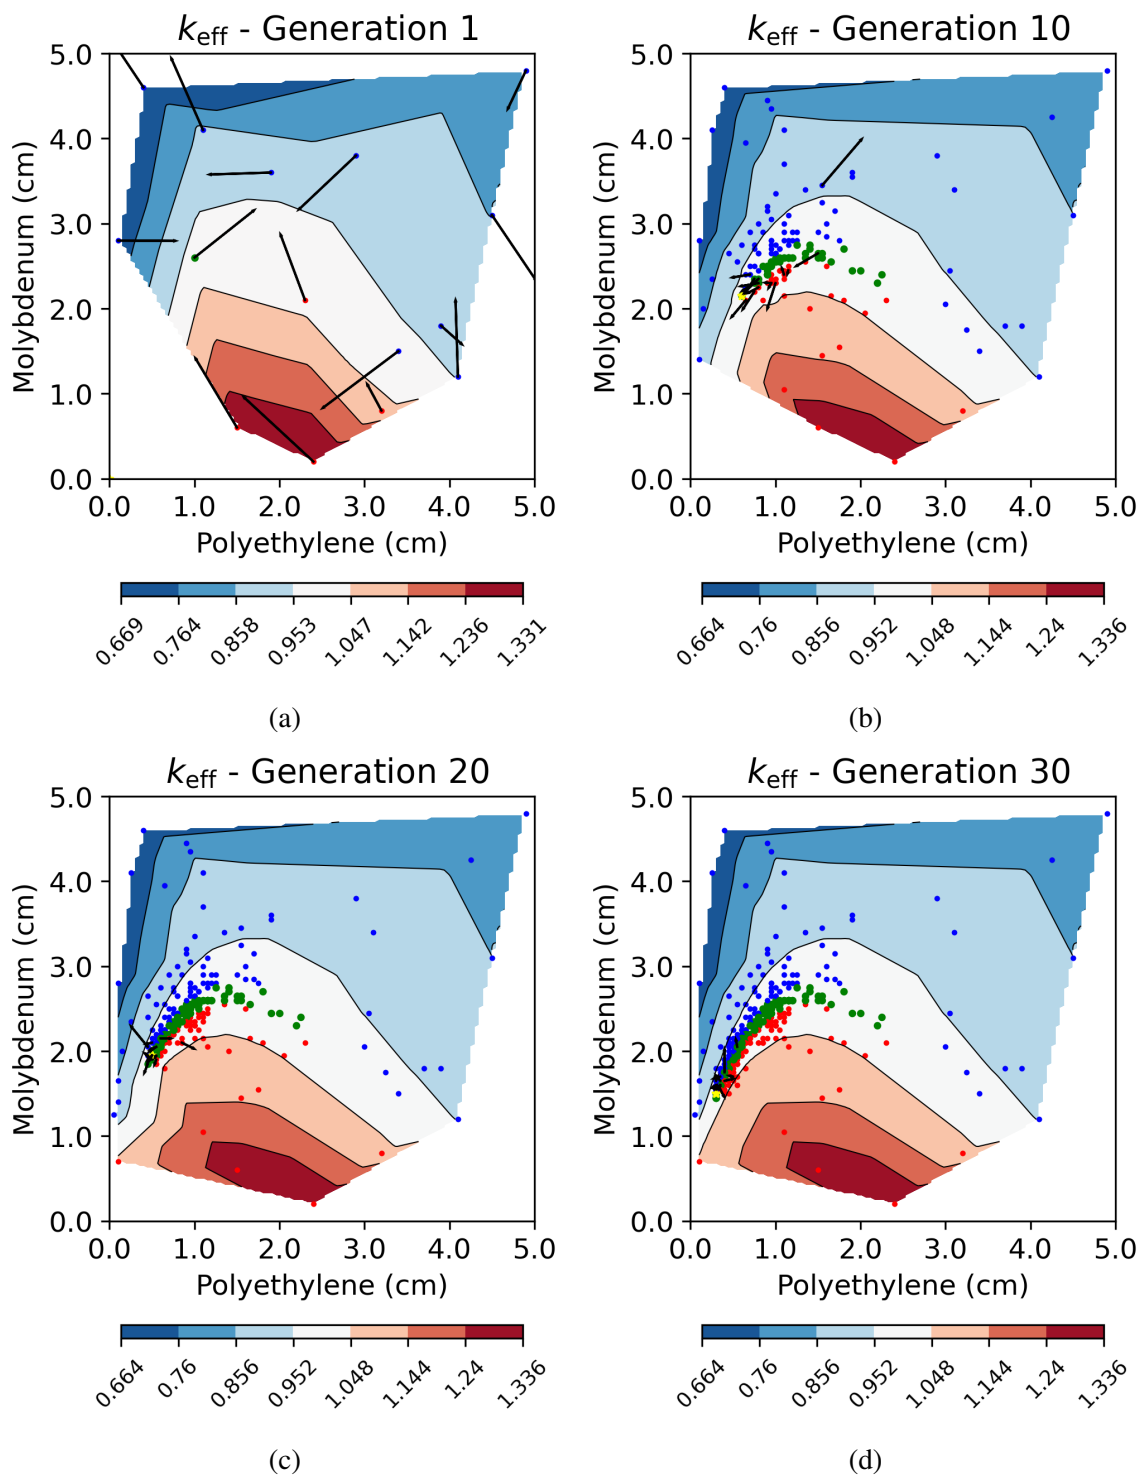 k_eff - Generation 1
k_eff - Generation 10
5.0
4.0
3.0
2.0
1.0
0.0
Molybdenum (cm)
0.0 1.0 2.0 3.0 4.0 5.0
Polyethylene (cm)
0.669 0.764 0.858 0.953 1.047 1.142 1.236 1.331
(a)
5.0
4.0
3.0
2.0
1.0
0.0
Molybdenum (cm)
0.0 1.0 2.0 3.0 4.0 5.0
Polyethylene (cm)
0.664 0.76 0.856 0.952 1.048 1.144 1.24 1.336
(b)
k_eff - Generation 20
k_eff - Generation 30
5.0
4.0
3.0
2.0
1.0
0.0
Molybdenum (cm)
0.0 1.0 2.0 3.0 4.0 5.0
Polyethylene (cm)
0.664 0.76 0.856 0.952 1.048 1.144 1.24 1.336
(c)
5.0
4.0
3.0
2.0
1.0
0.0
Molybdenum (cm)
0.0 1.0 2.0 3.0 4.0 5.0
Polyethylene (cm)
0.664 0.76 0.856 0.952 1.048 1.144 1.24 1.336
(d)